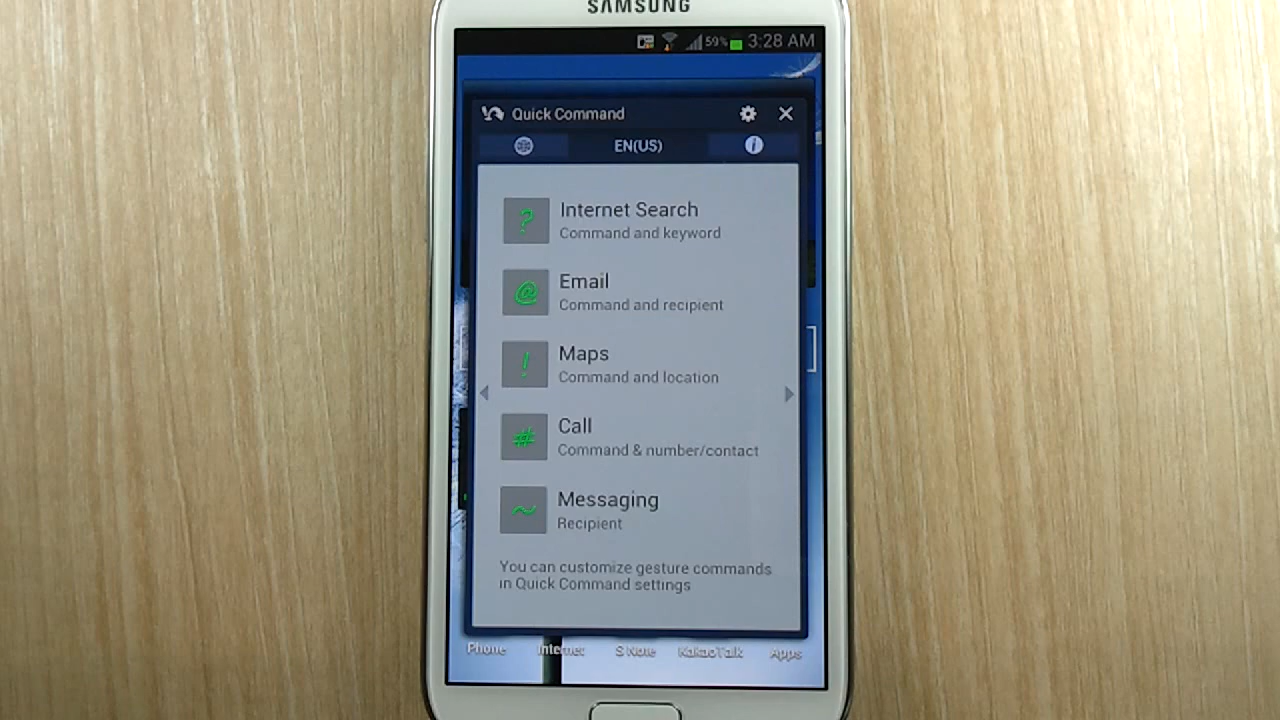 SAMSUNG
59% 3:28 AM
Quick Command
EN(US)
i
? Internet Search
Command and keyword
@ Email
Command and recipient
! Maps
Command and location
# Call
Command & number/contact
~ Messaging
Recipient
You can customize gesture commands
in Quick Command settings
Phone Internet S Note KakaoTalk Apps